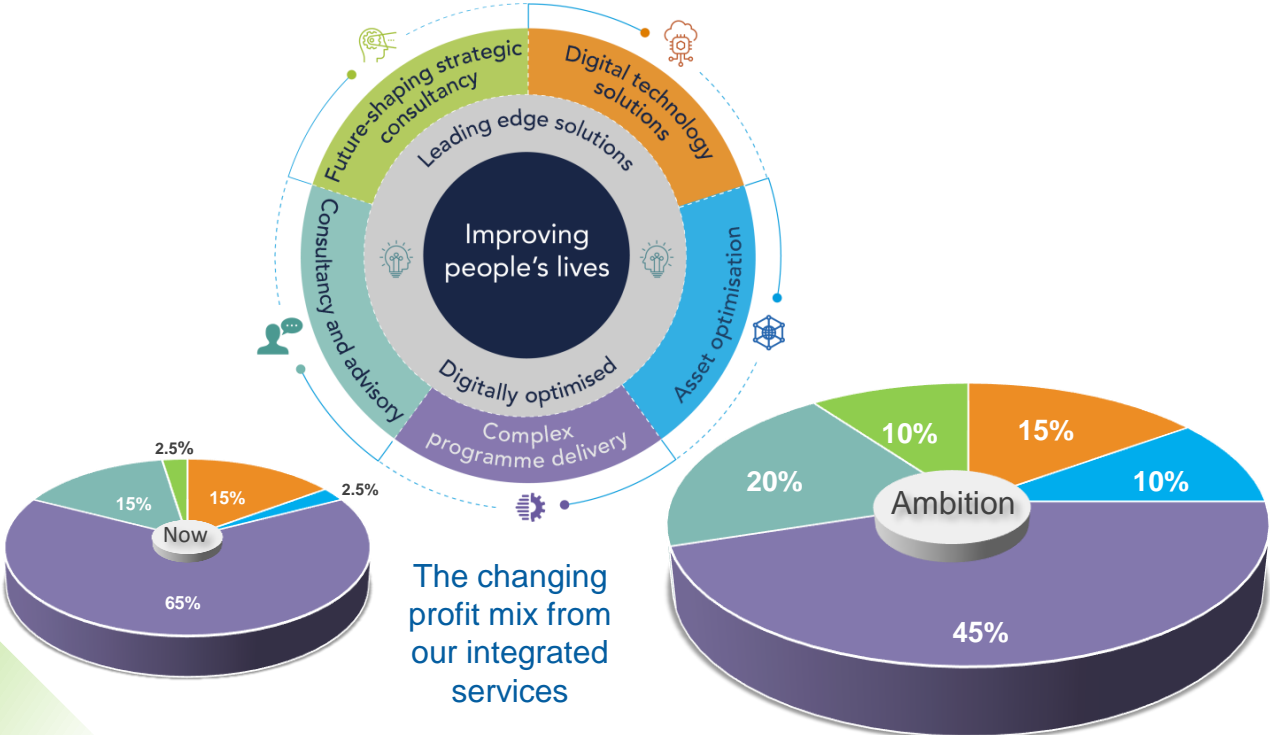 Future-shaping strategic
consultancy
Digital technology
solutions
Leading edge solutions
Consultancy and advisory
Improving
people's lives
Asset optimisation
Digitally optimised
Complex
programme delivery
2.5%
15%
15%
2.5%
Now
65%
The changing
profit mix from
our integrated
services
10%
15%
20%
10%
Ambition
45%